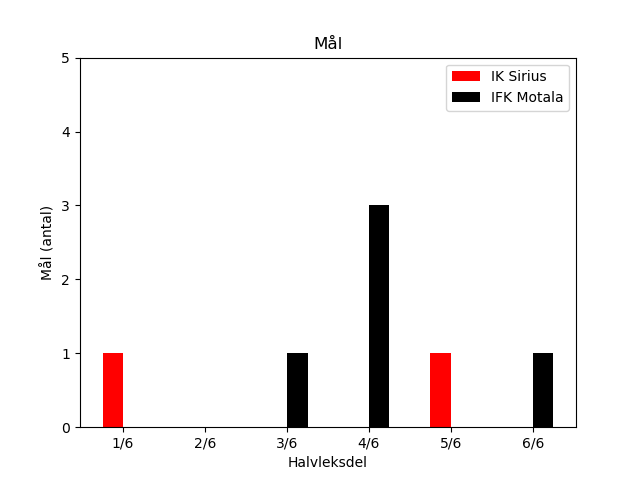 Mål
IK Sirius
IFK Motala
5
4
3
2
1
0
Mål (antal)
1/6 2/6 3/6 4/6 5/6 6/6
Halvleksdel